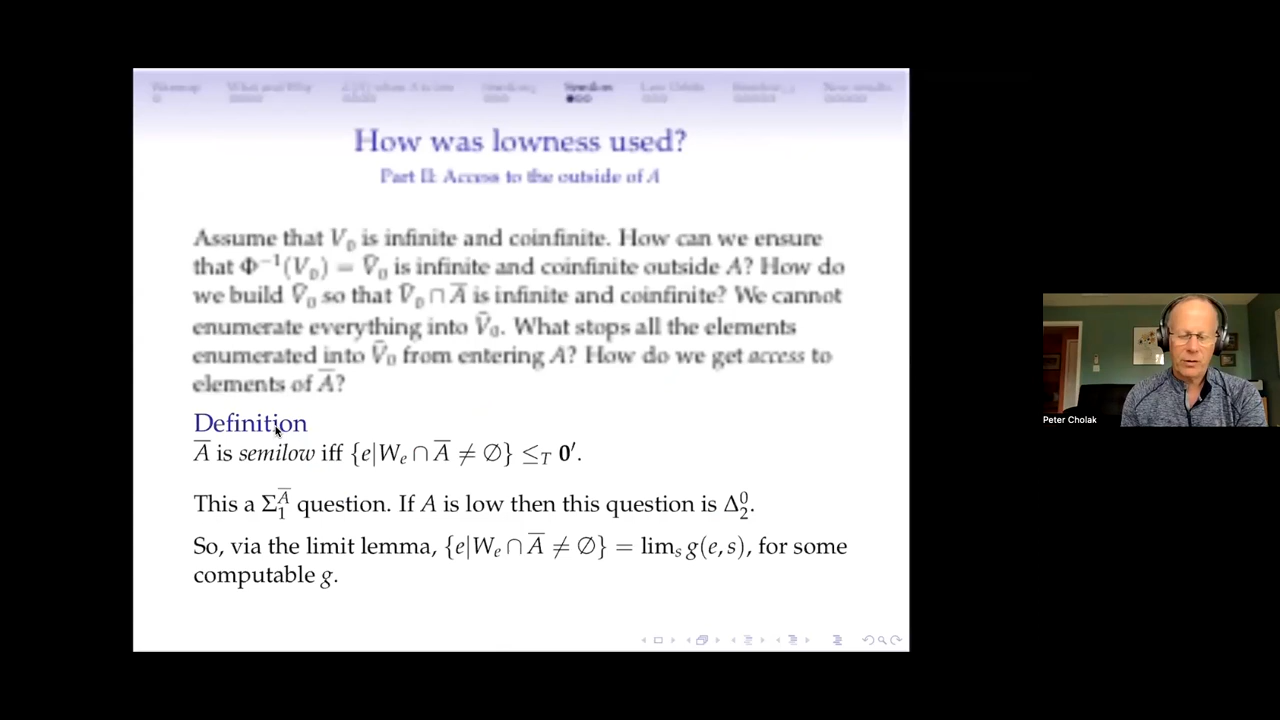 How was lowness used?
Part II: Access to the outside of A
Assume that V₀ is infinite and coinfinite. How can we ensure
that Φ⁻¹(V₀) = V̂₀ is infinite and coinfinite outside A? How do
we build V̂₀ so that V̂₀ ∩ A̅ is infinite and coinfinite? We cannot
enumerate everything into V̂₀. What stops all the elements
enumerated into V̂₀ from entering A? How do we get access to
elements of A̅?
Definition
A̅ is semilow iff {e|Wₑ ∩ A̅ ≠ ∅} ≤_T 0′.
This a Σ₁^A̅ question. If A is low then this question is Δ⁰₂.
So, via the limit lemma, {e|Wₑ ∩ A̅ ≠ ∅} = limₛ g(e, s), for some
computable g.
Peter Cholak